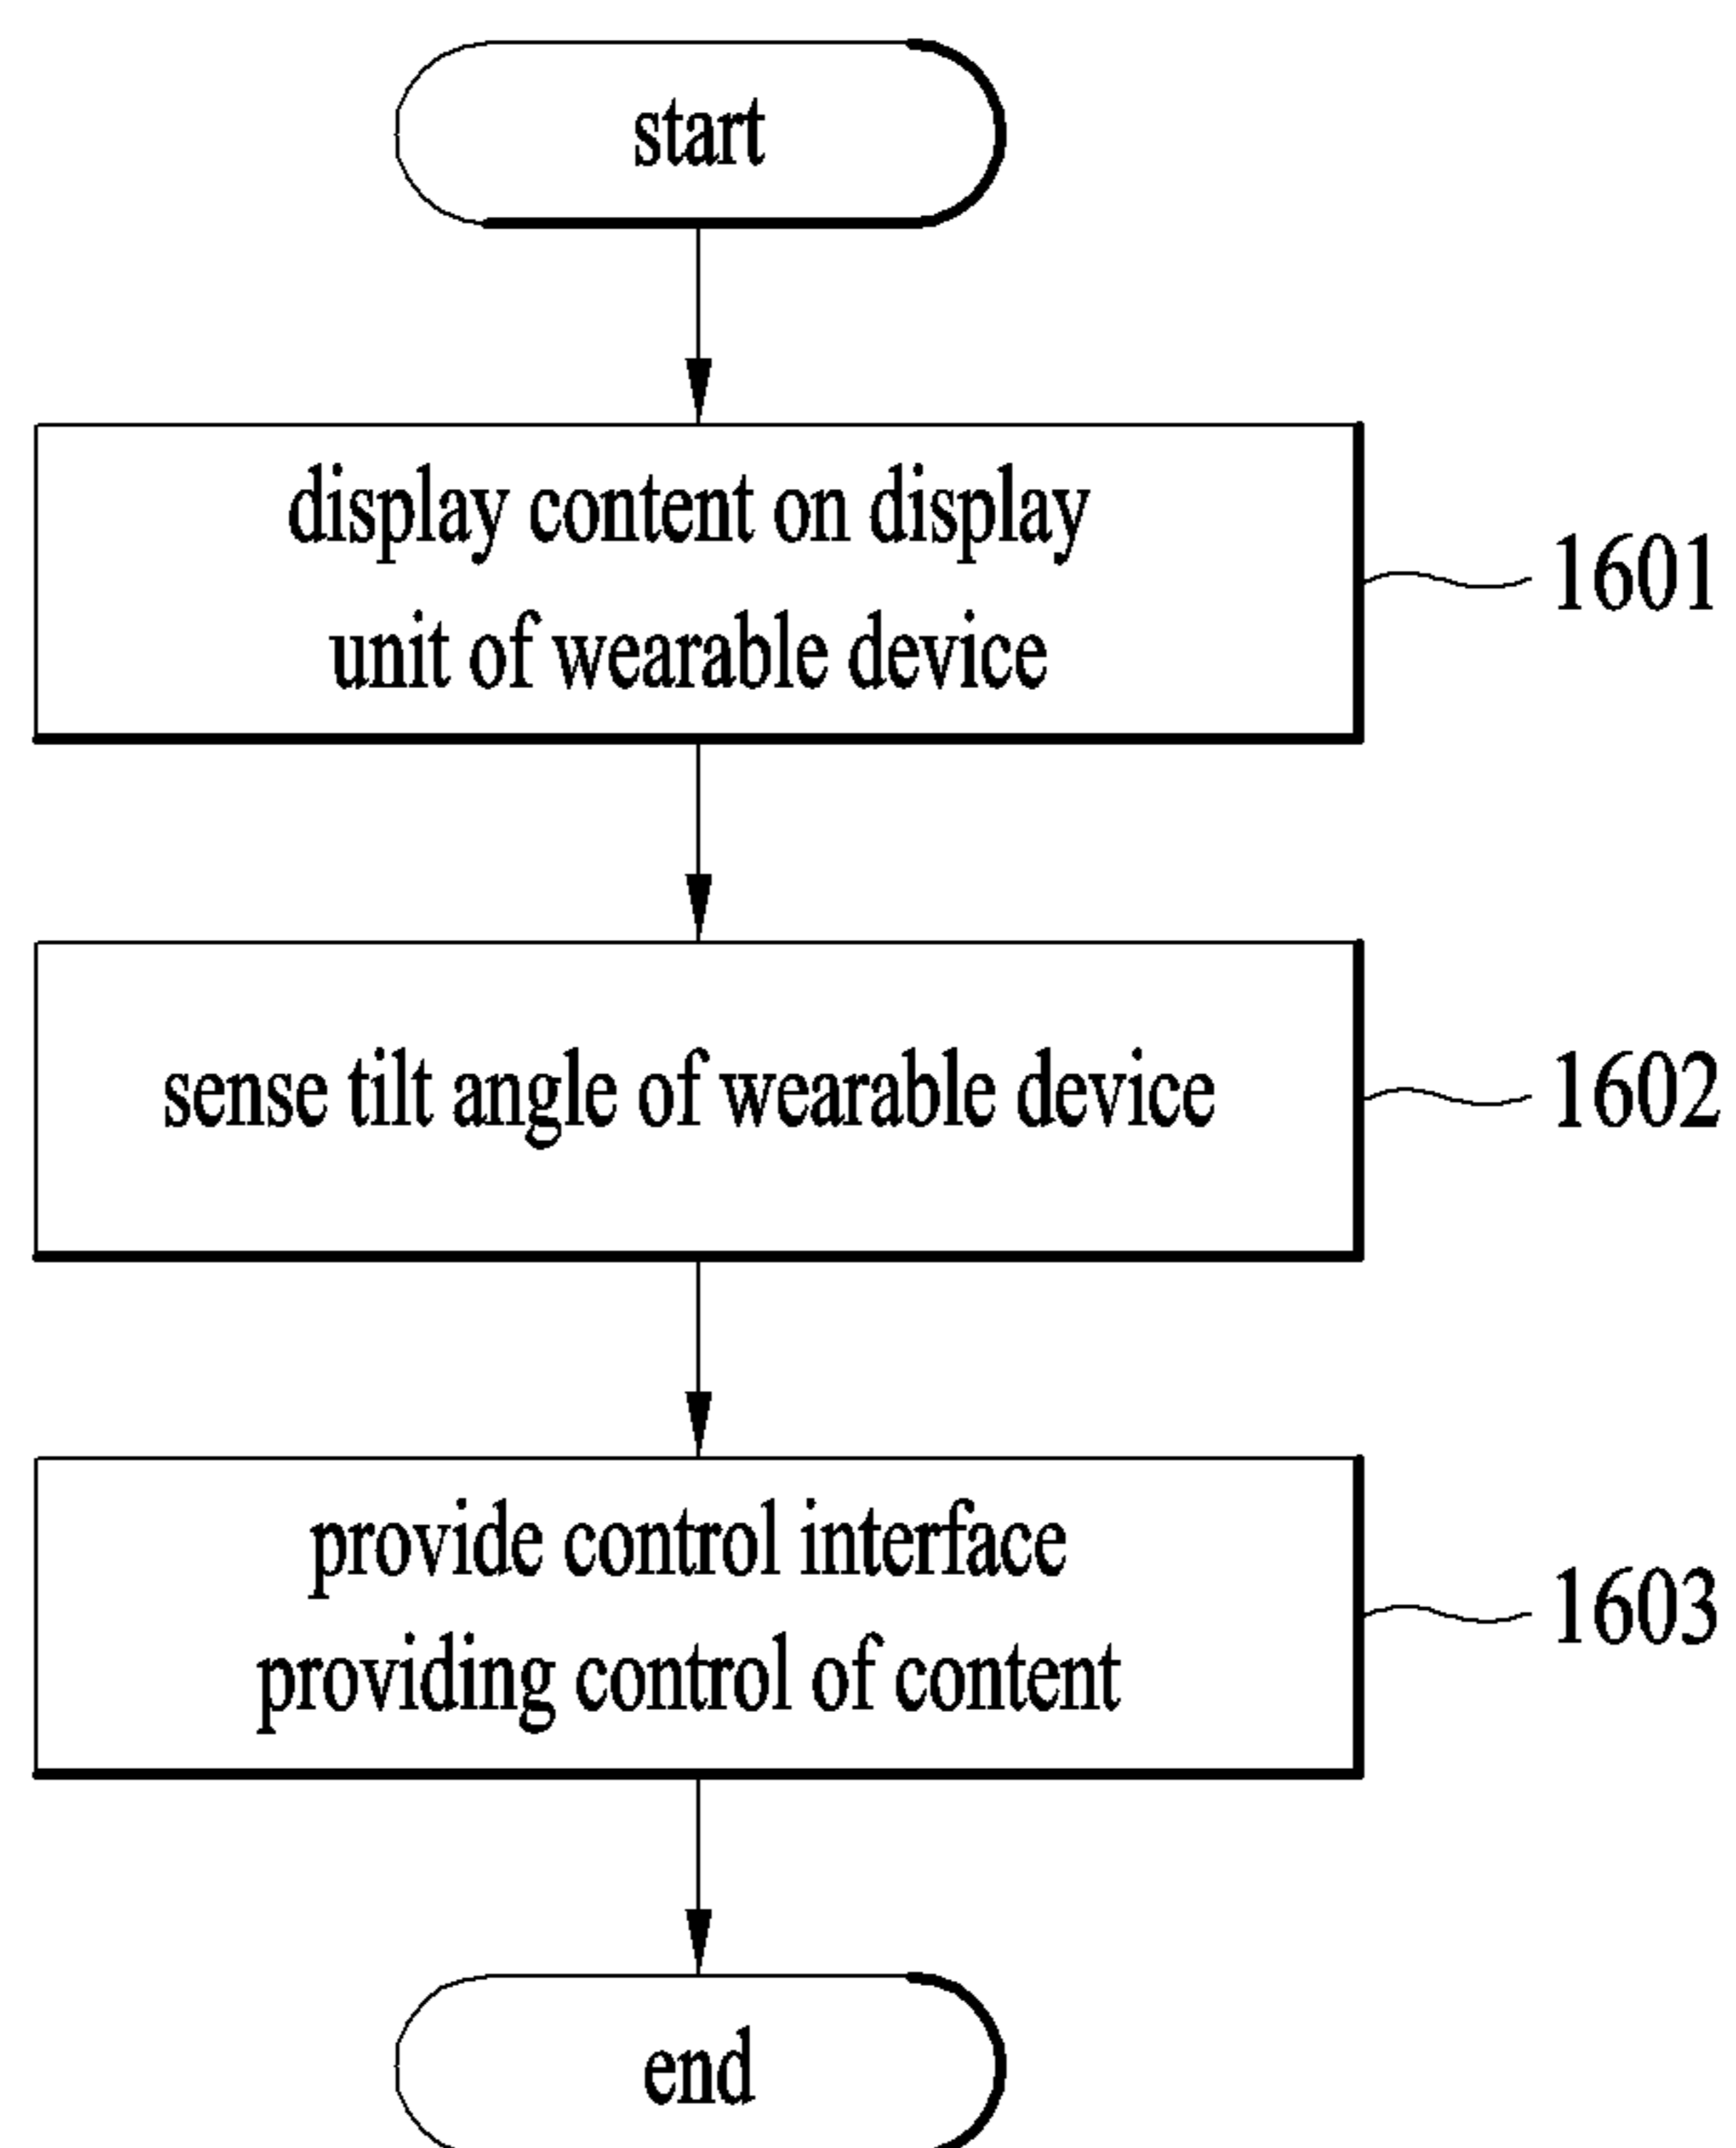 start
display content on display
unit of wearable device
1601
sense tilt angle of wearable device
1602
provide control interface
providing control of content
1603
end